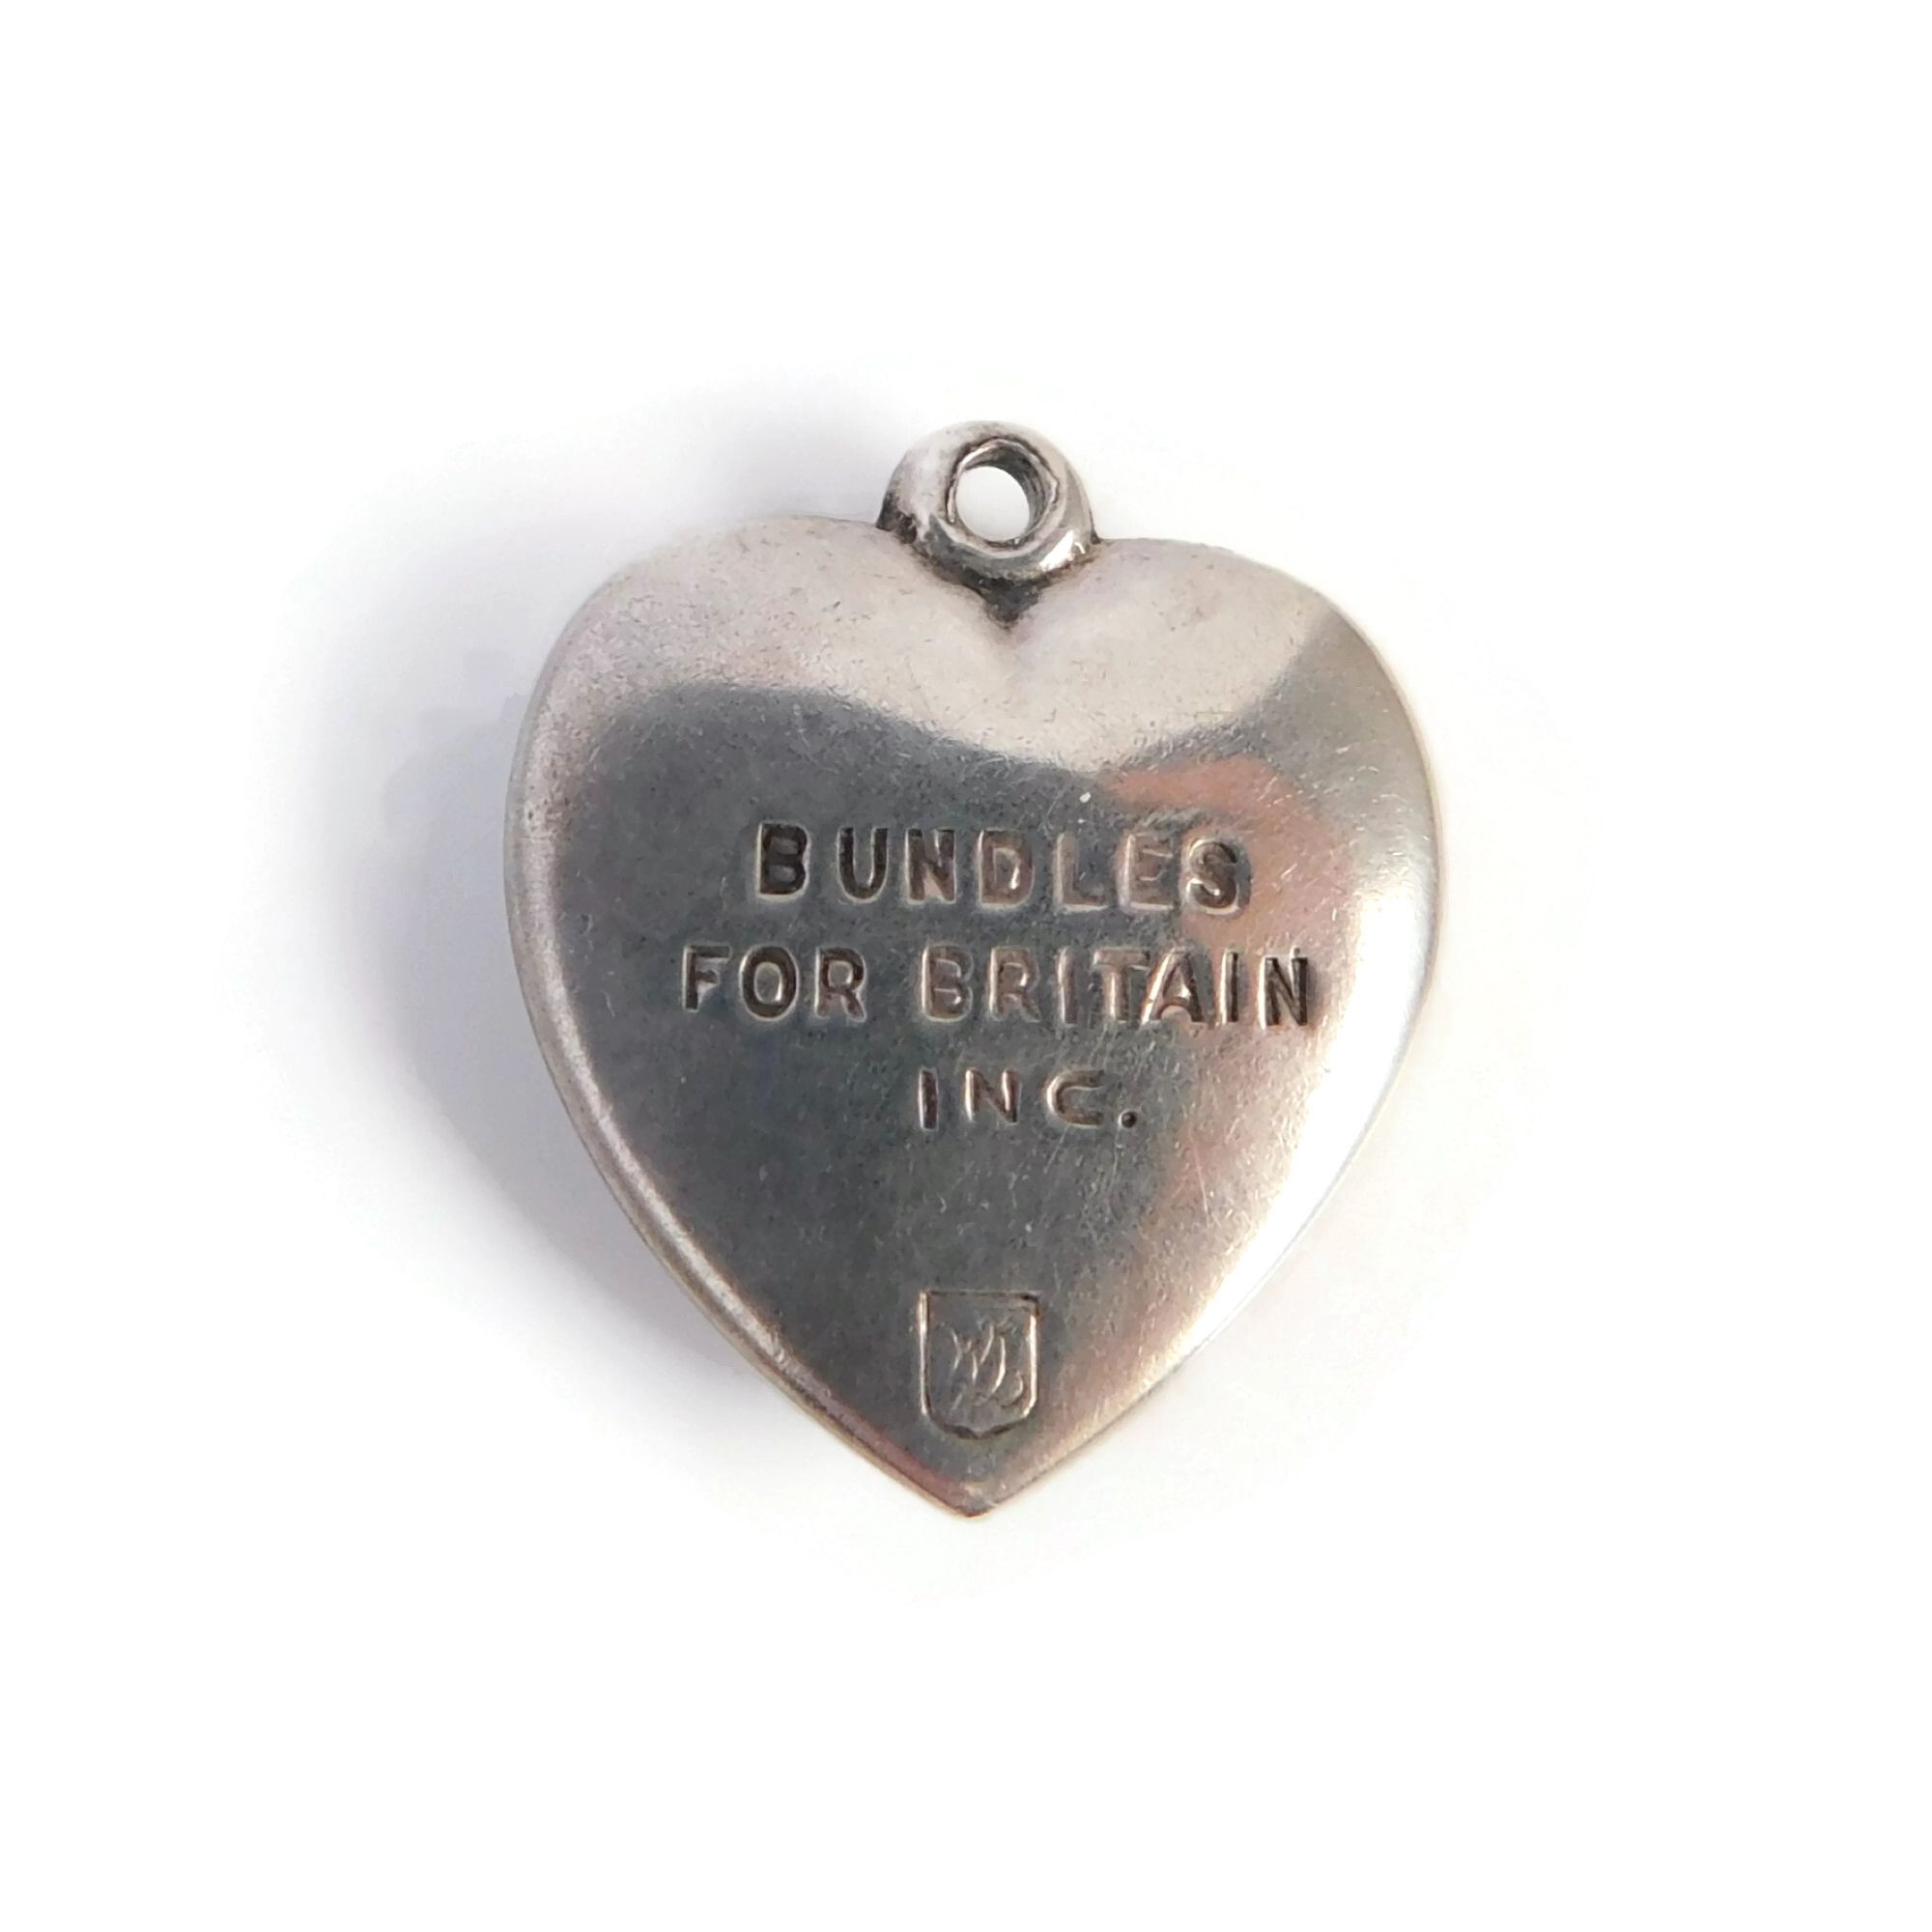 BUNDLES
FOR BRITAIN
INC.